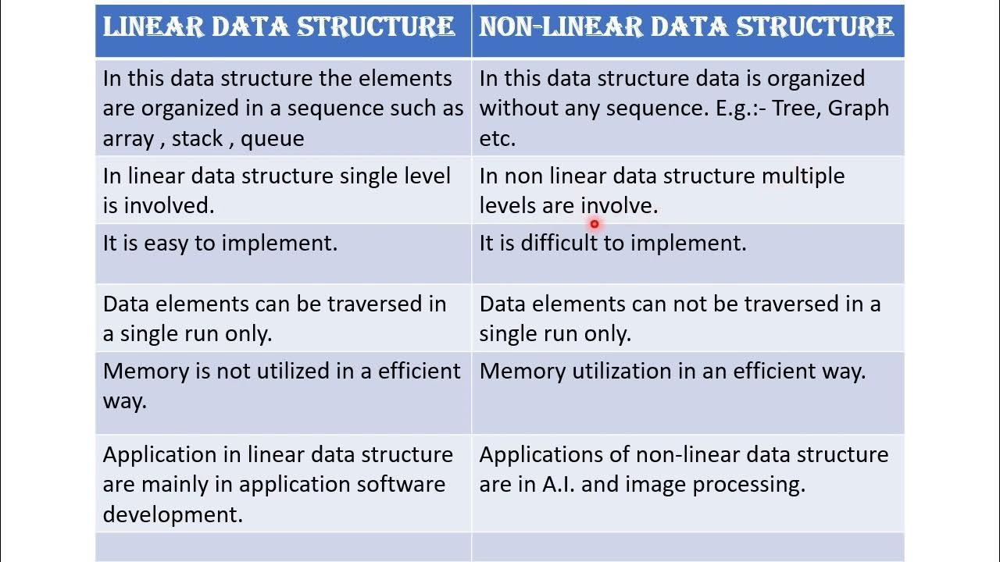 LINEAR DATA STRUCTURE
NON-LINEAR DATA STRUCTURE
In this data structure the elements
are organized in a sequence such as
array , stack , queue
In this data structure data is organized
without any sequence. E.g.:- Tree, Graph
etc.
In linear data structure single level
is involved.
In non linear data structure multiple
levels are involve.
It is easy to implement.
It is difficult to implement.
Data elements can be traversed in
a single run only.
Data elements can not be traversed in a
single run only.
Memory is not utilized in a efficient
way.
Memory utilization in an efficient way.
Application in linear data structure
are mainly in application software
development.
Applications of non-linear data structure
are in A.I. and image processing.